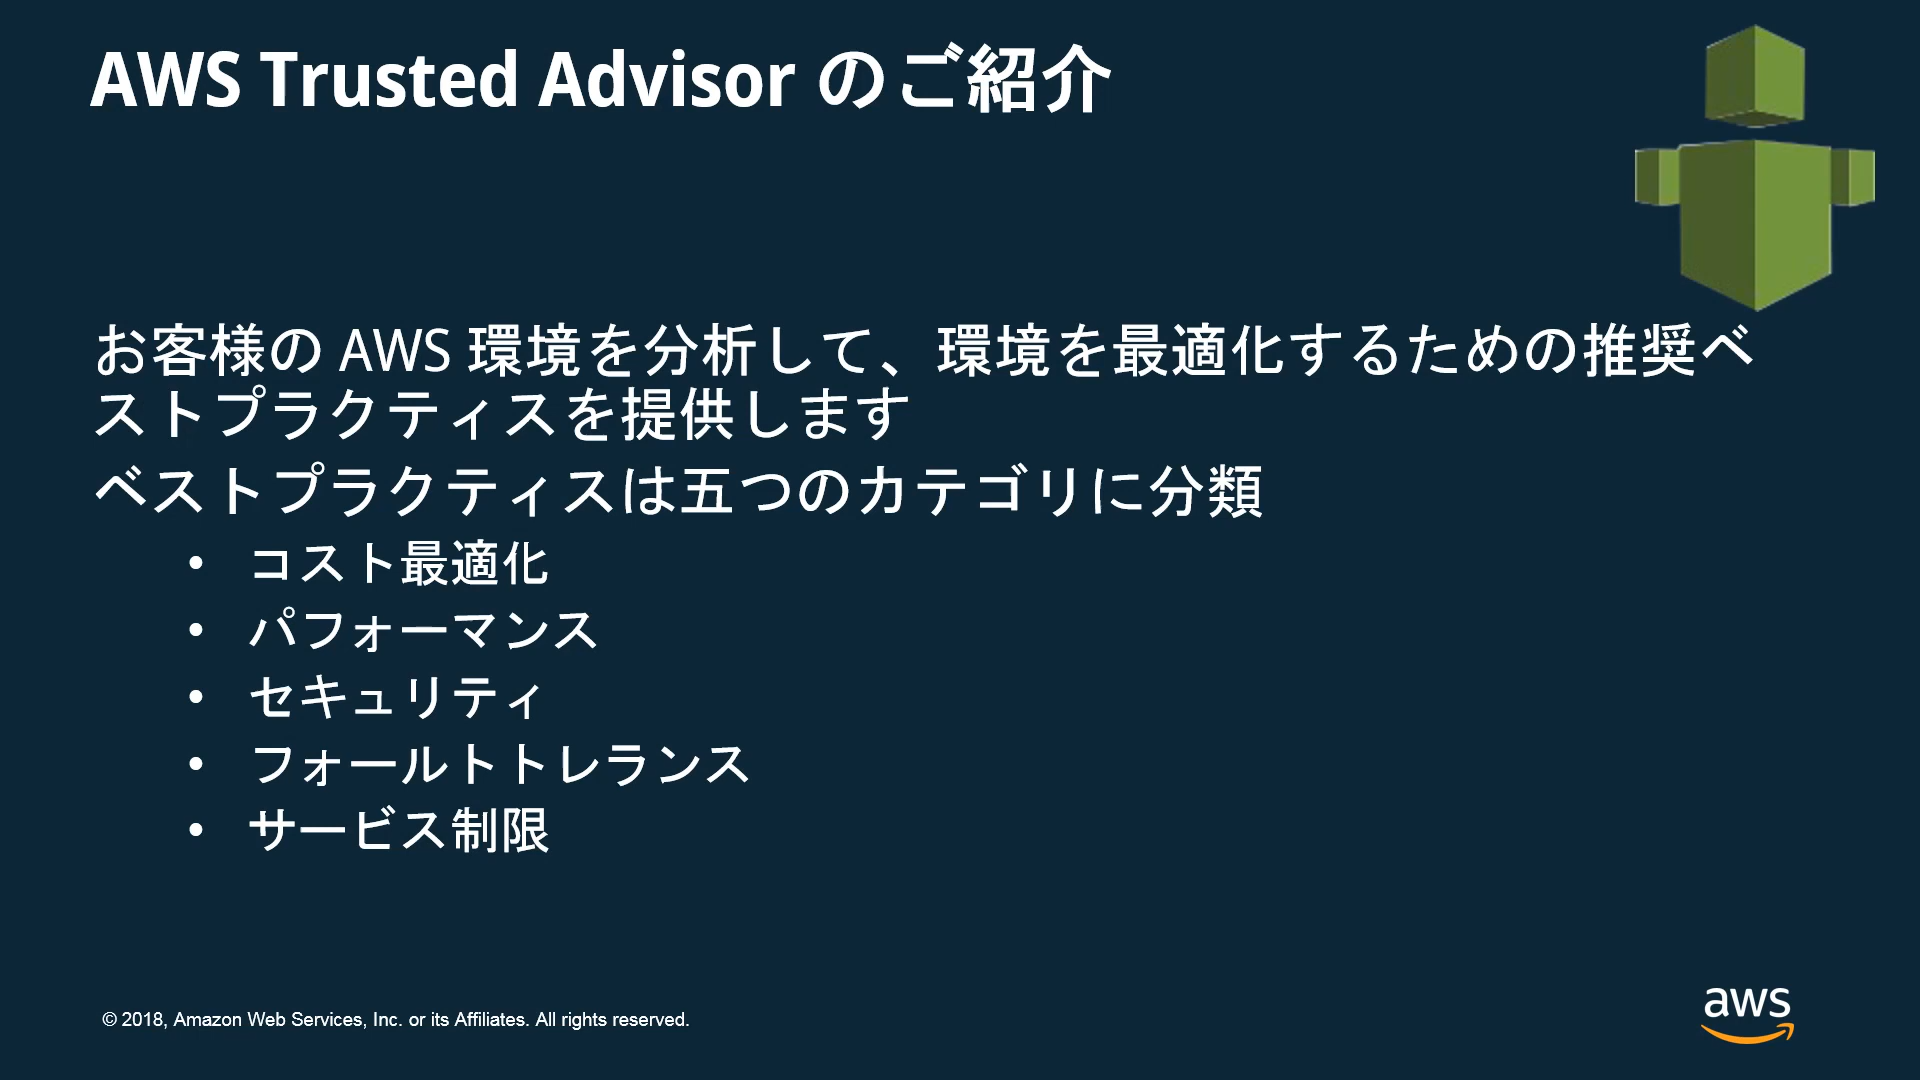 AWS Trusted Advisor のご紹介
お客様の AWS 環境を分析して、環境を最適化するための推奨ベ
ストプラクティスを提供します
ベストプラクティスは五つのカテゴリに分類
• コスト最適化
• パフォーマンス
• セキュリティ
• フォールトトレランス
• サービス制限
© 2018, Amazon Web Services, Inc. or its Affiliates. All rights reserved.
aws